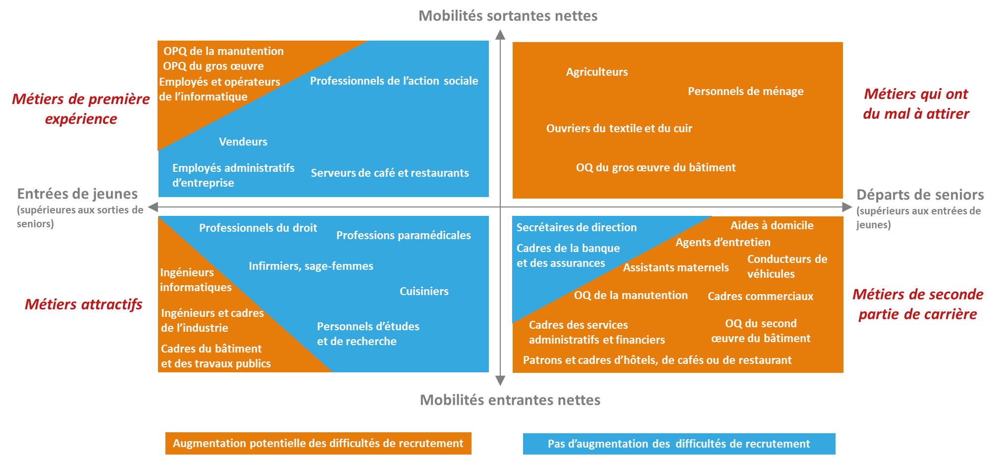 Mobilités sortantes nettes
Métiers de première
expérience
OPQ de la manutention
OPQ du gros œuvre
Employés et opérateurs
de l’informatique
Professionnels de l’action sociale
Vendeurs
Employés administratifs
d’entreprise
Serveurs de café et restaurants
Agriculteurs
Personnels de ménage
Ouvriers du textile et du cuir
OQ du gros œuvre du bâtiment
Métiers qui ont
du mal à attirer
Entrées de jeunes
(supérieures aux sorties de
seniors)
Départs de seniors
(supérieurs aux entrées de
jeunes)
Métiers attractifs
Professionnels du droit
Professions paramédicales
Infirmiers, sage-femmes
Ingénieurs
informatiques
Cuisiniers
Ingénieurs et cadres
de l’industrie
Personnels d’études
et de recherche
Cadres du bâtiment
et des travaux publics
Secrétaires de direction
Cadres de la banque
et des assurances
Aides à domicile
Agents d’entretien
Conducteurs de
véhicules
Assistants maternels
OQ de la manutention
Cadres commerciaux
Cadres des services
administratifs et financiers
OQ du second
œuvre du bâtiment
Patrons et cadres d’hôtels, de cafés ou de restaurant
Métiers de seconde
partie de carrière
Mobilités entrantes nettes
Augmentation potentielle des difficultés de recrutement
Pas d’augmentation des difficultés de recrutement